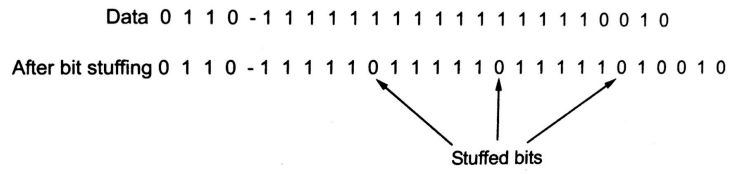 Data 0 1 1 0 - 1 1 1 1 1 1 1 1 1 1 1 1 1 1 1 1 0 0 1 0
After bit stuffing 0 1 1 0 - 1 1 1 1 1 0 1 1 1 1 1 0 1 1 1 1 1 0 1 0 0 1 0
Stuffed bits